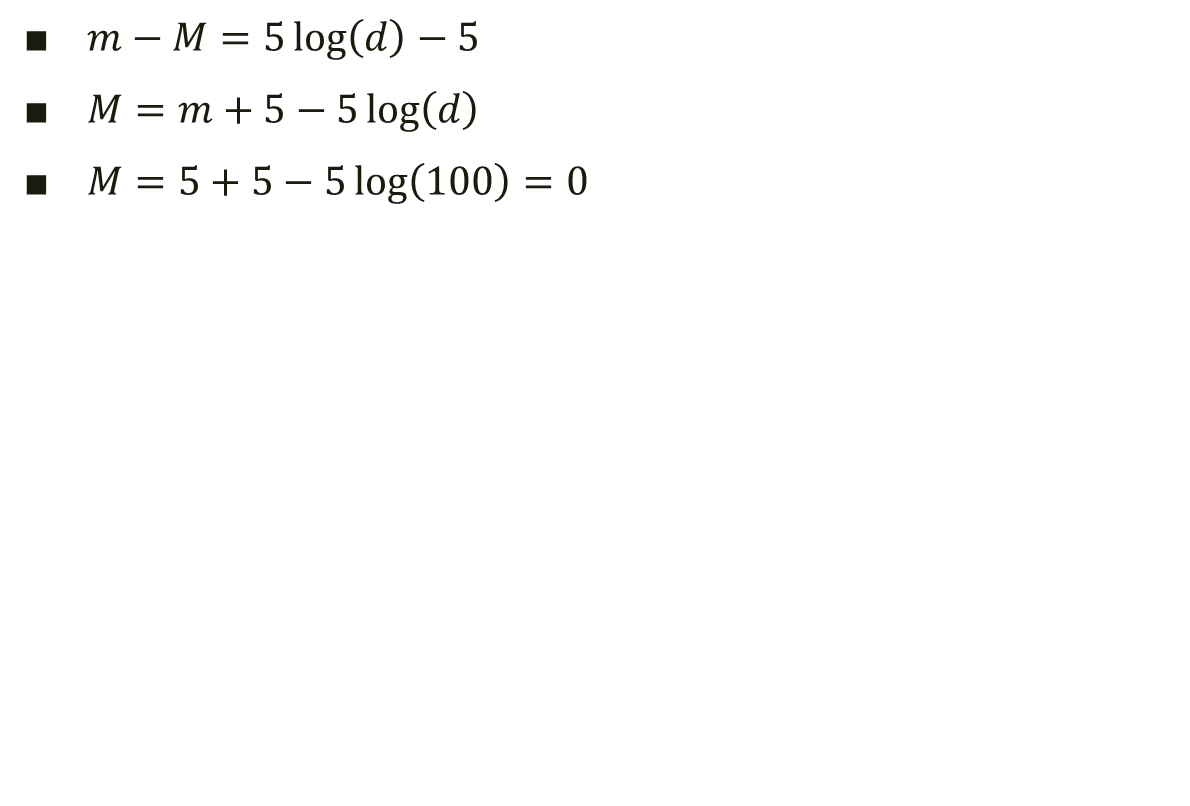 ▪ m − M = 5 log(d) − 5
▪ M = m + 5 − 5 log(d)
▪ M = 5 + 5 − 5 log(100) = 0